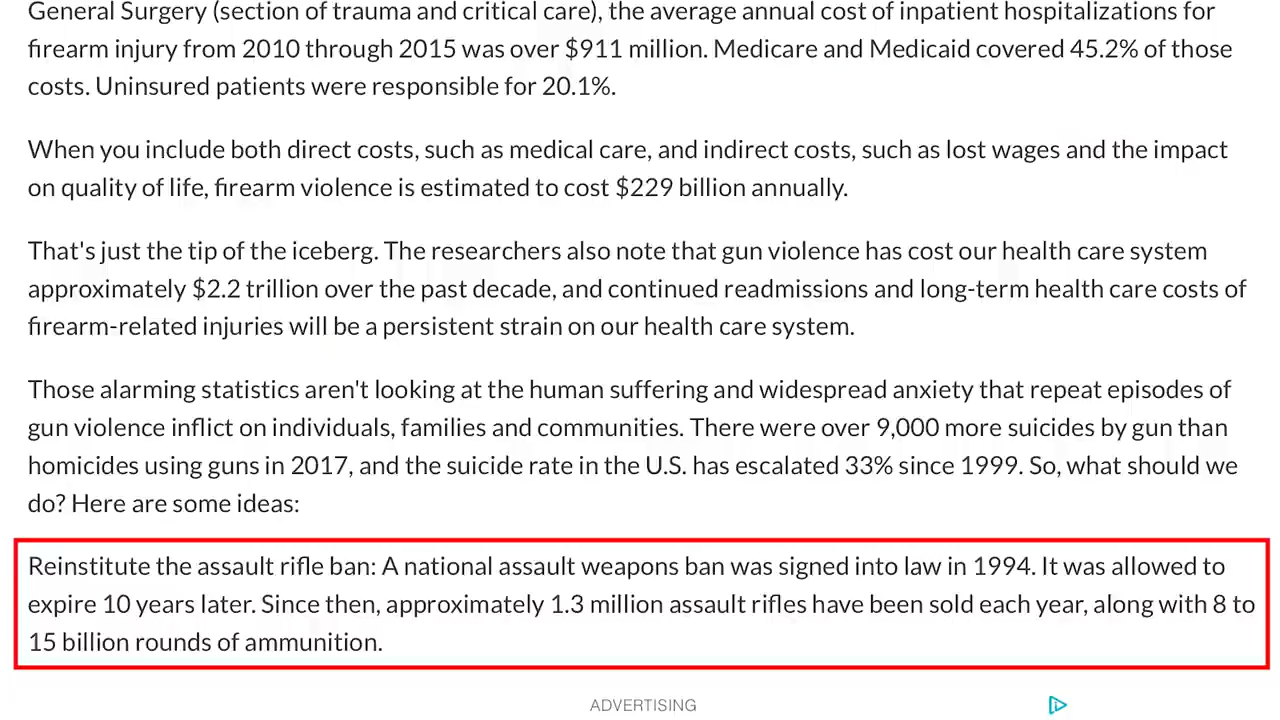 General Surgery (section of trauma and critical care), the average annual cost of inpatient hospitalizations for
firearm injury from 2010 through 2015 was over $911 million. Medicare and Medicaid covered 45.2% of those
costs. Uninsured patients were responsible for 20.1%.
When you include both direct costs, such as medical care, and indirect costs, such as lost wages and the impact
on quality of life, firearm violence is estimated to cost $229 billion annually.
That's just the tip of the iceberg. The researchers also note that gun violence has cost our health care system
approximately $2.2 trillion over the past decade, and continued readmissions and long-term health care costs of
firearm-related injuries will be a persistent strain on our health care system.
Those alarming statistics aren't looking at the human suffering and widespread anxiety that repeat episodes of
gun violence inflict on individuals, families and communities. There were over 9,000 more suicides by gun than
homicides using guns in 2017, and the suicide rate in the U.S. has escalated 33% since 1999. So, what should we
do? Here are some ideas:
Reinstitute the assault rifle ban: A national assault weapons ban was signed into law in 1994. It was allowed to
expire 10 years later. Since then, approximately 1.3 million assault rifles have been sold each year, along with 8 to
15 billion rounds of ammunition.
ADVERTISING